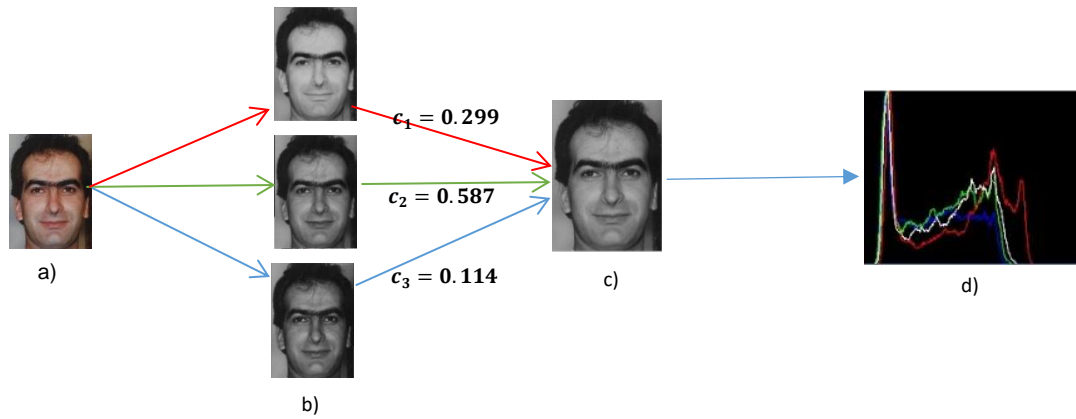 c₁ = 0.299
c₂ = 0.587
c₃ = 0.114
a)
b)
c)
d)